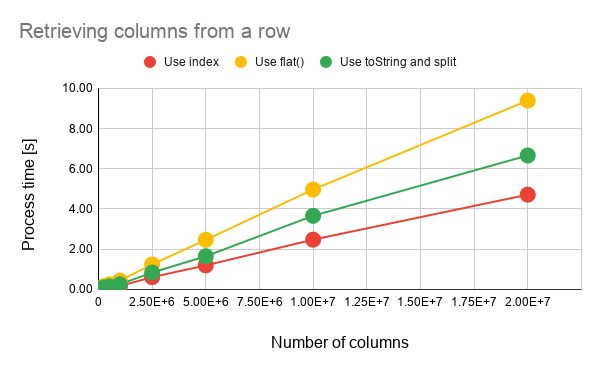 Retrieving columns from a row
Use index Use flat() Use toString and split
10.00
8.00
6.00
4.00
2.00
0.00
Process time [s]
0 2.50E+6 5.00E+6 7.50E+6 1.00E+7 1.25E+7 1.50E+7 1.75E+7 2.00E+7
Number of columns